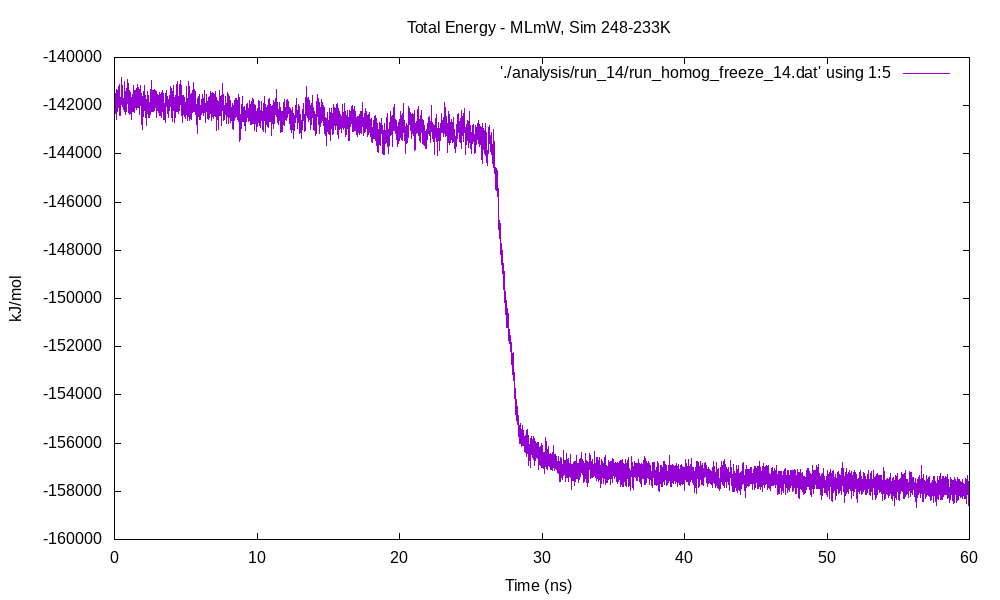 Total Energy - MLmW, Sim 248-233K
'./analysis/run_14/run_homog_freeze_14.dat' using 1:5
-140000
-142000
-144000
-146000
-148000
-150000
-152000
-154000
-156000
-158000
-160000
kJ/mol
0 10 20 30 40 50 60
Time (ns)